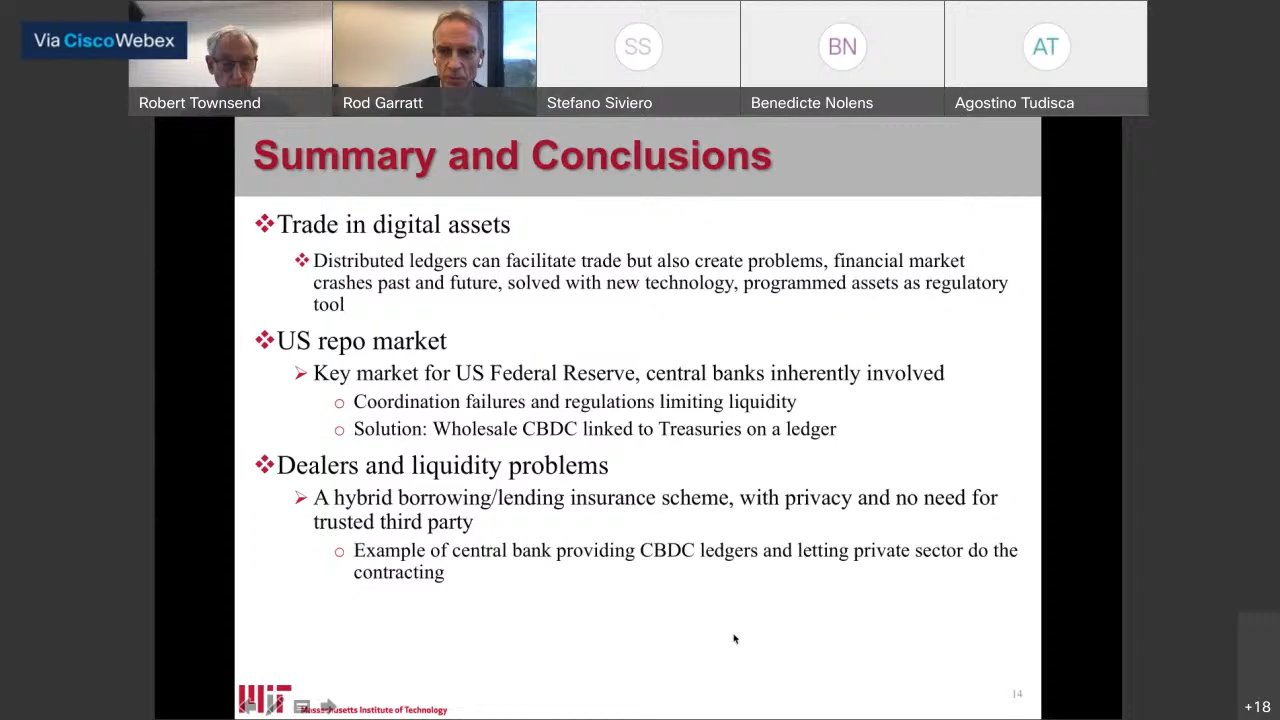 Via Cisco Webex
SS
BN
AT
Robert Townsend
Rod Garratt
Stefano Siviero
Benedicte Nolens
Agostino Tudisca
Summary and Conclusions
Trade in digital assets
Distributed ledgers can facilitate trade but also create problems, financial market
crashes past and future, solved with new technology, programmed assets as regulatory
tool
US repo market
Key market for US Federal Reserve, central banks inherently involved
Coordination failures and regulations limiting liquidity
Solution: Wholesale CBDC linked to Treasuries on a ledger
Dealers and liquidity problems
A hybrid borrowing/lending insurance scheme, with privacy and no need for
trusted third party
Example of central bank providing CBDC ledgers and letting private sector do the
contracting
14
MIT
Massachusetts Institute of Technology
+18